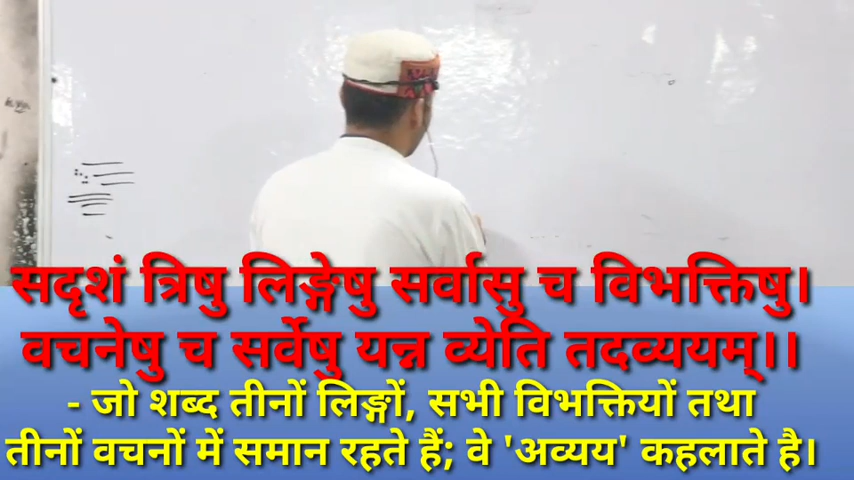 सदृशं त्रिषु लिङ्गेषु सर्वासु च विभक्तिषु।
वचनेषु च सर्वेषु यन्न व्येति तदव्ययम्।।
- जो शब्द तीनों लिङ्गों, सभी विभक्तियों तथा
तीनों वचनों में समान रहते हैं; वे 'अव्यय' कहलाते है।